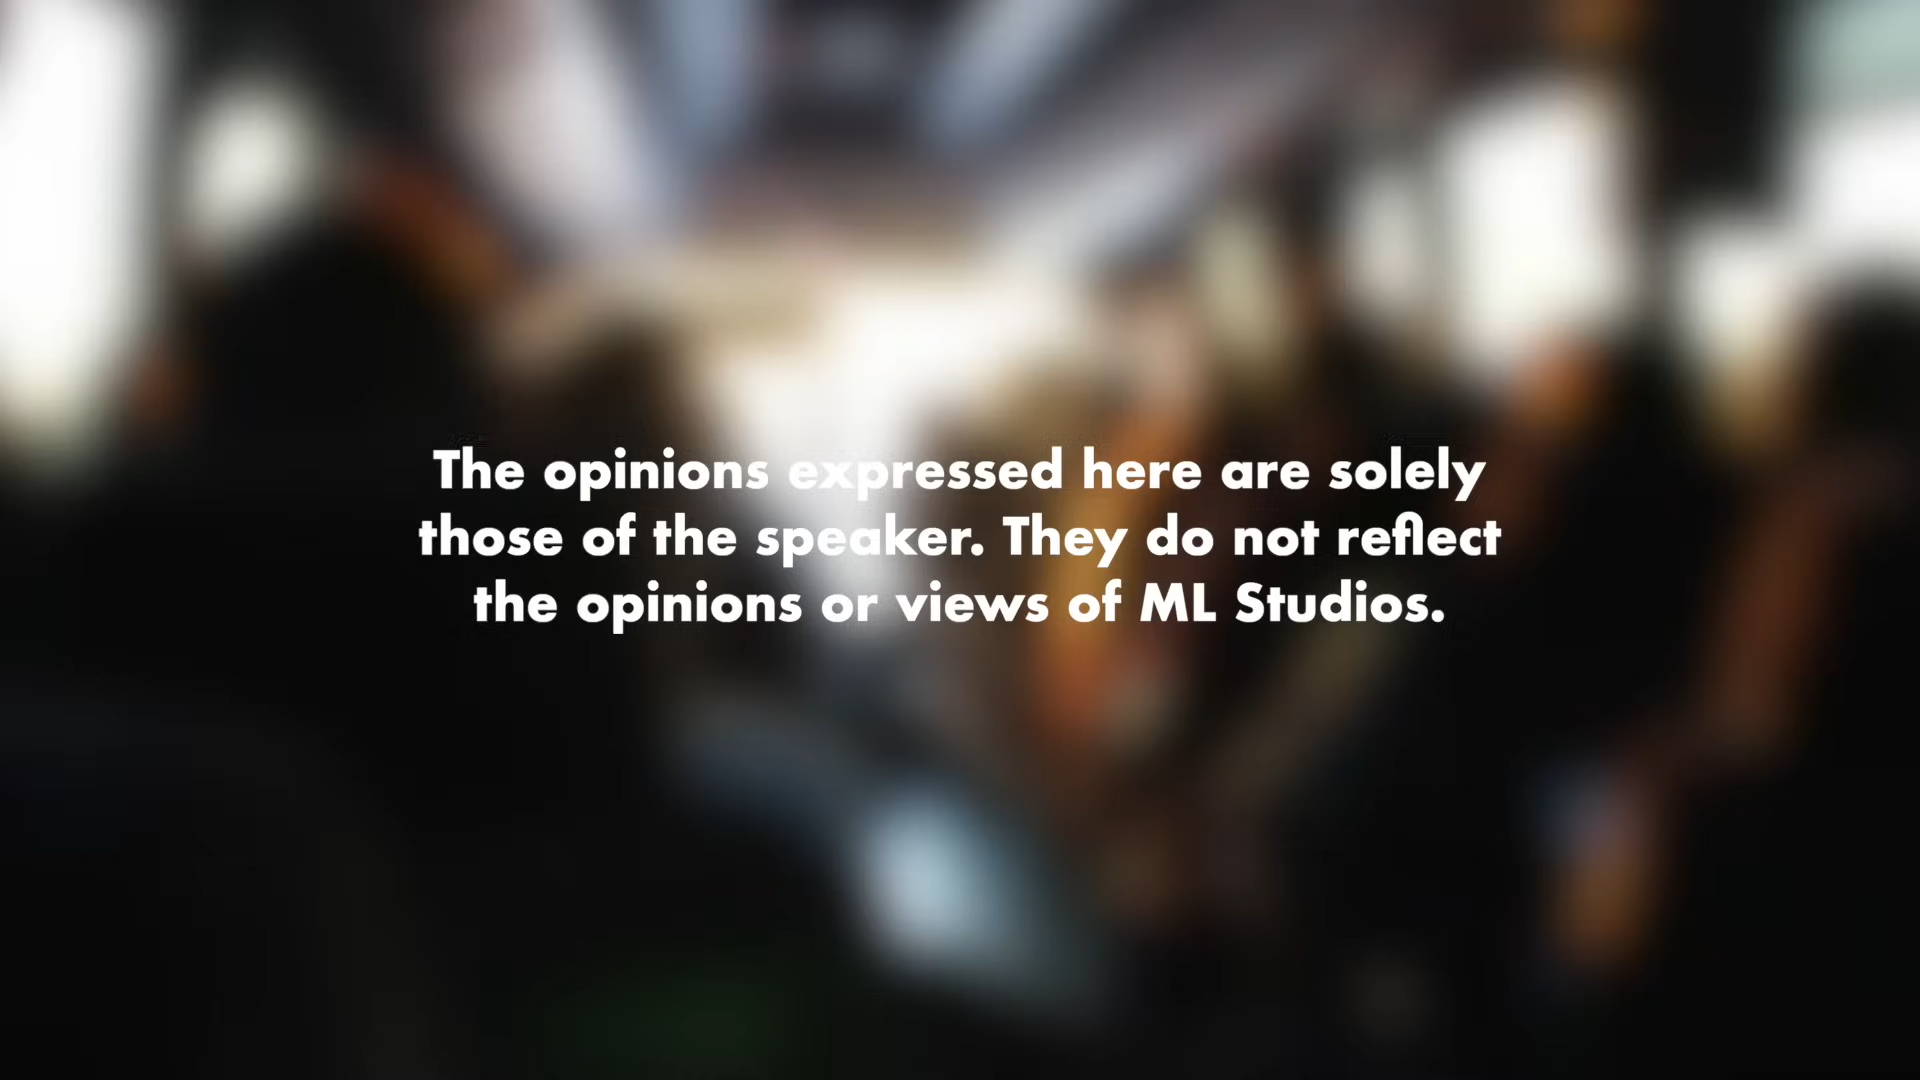 The opinions expressed here are solely
those of the speaker. They do not reflect
the opinions or views of ML Studios.